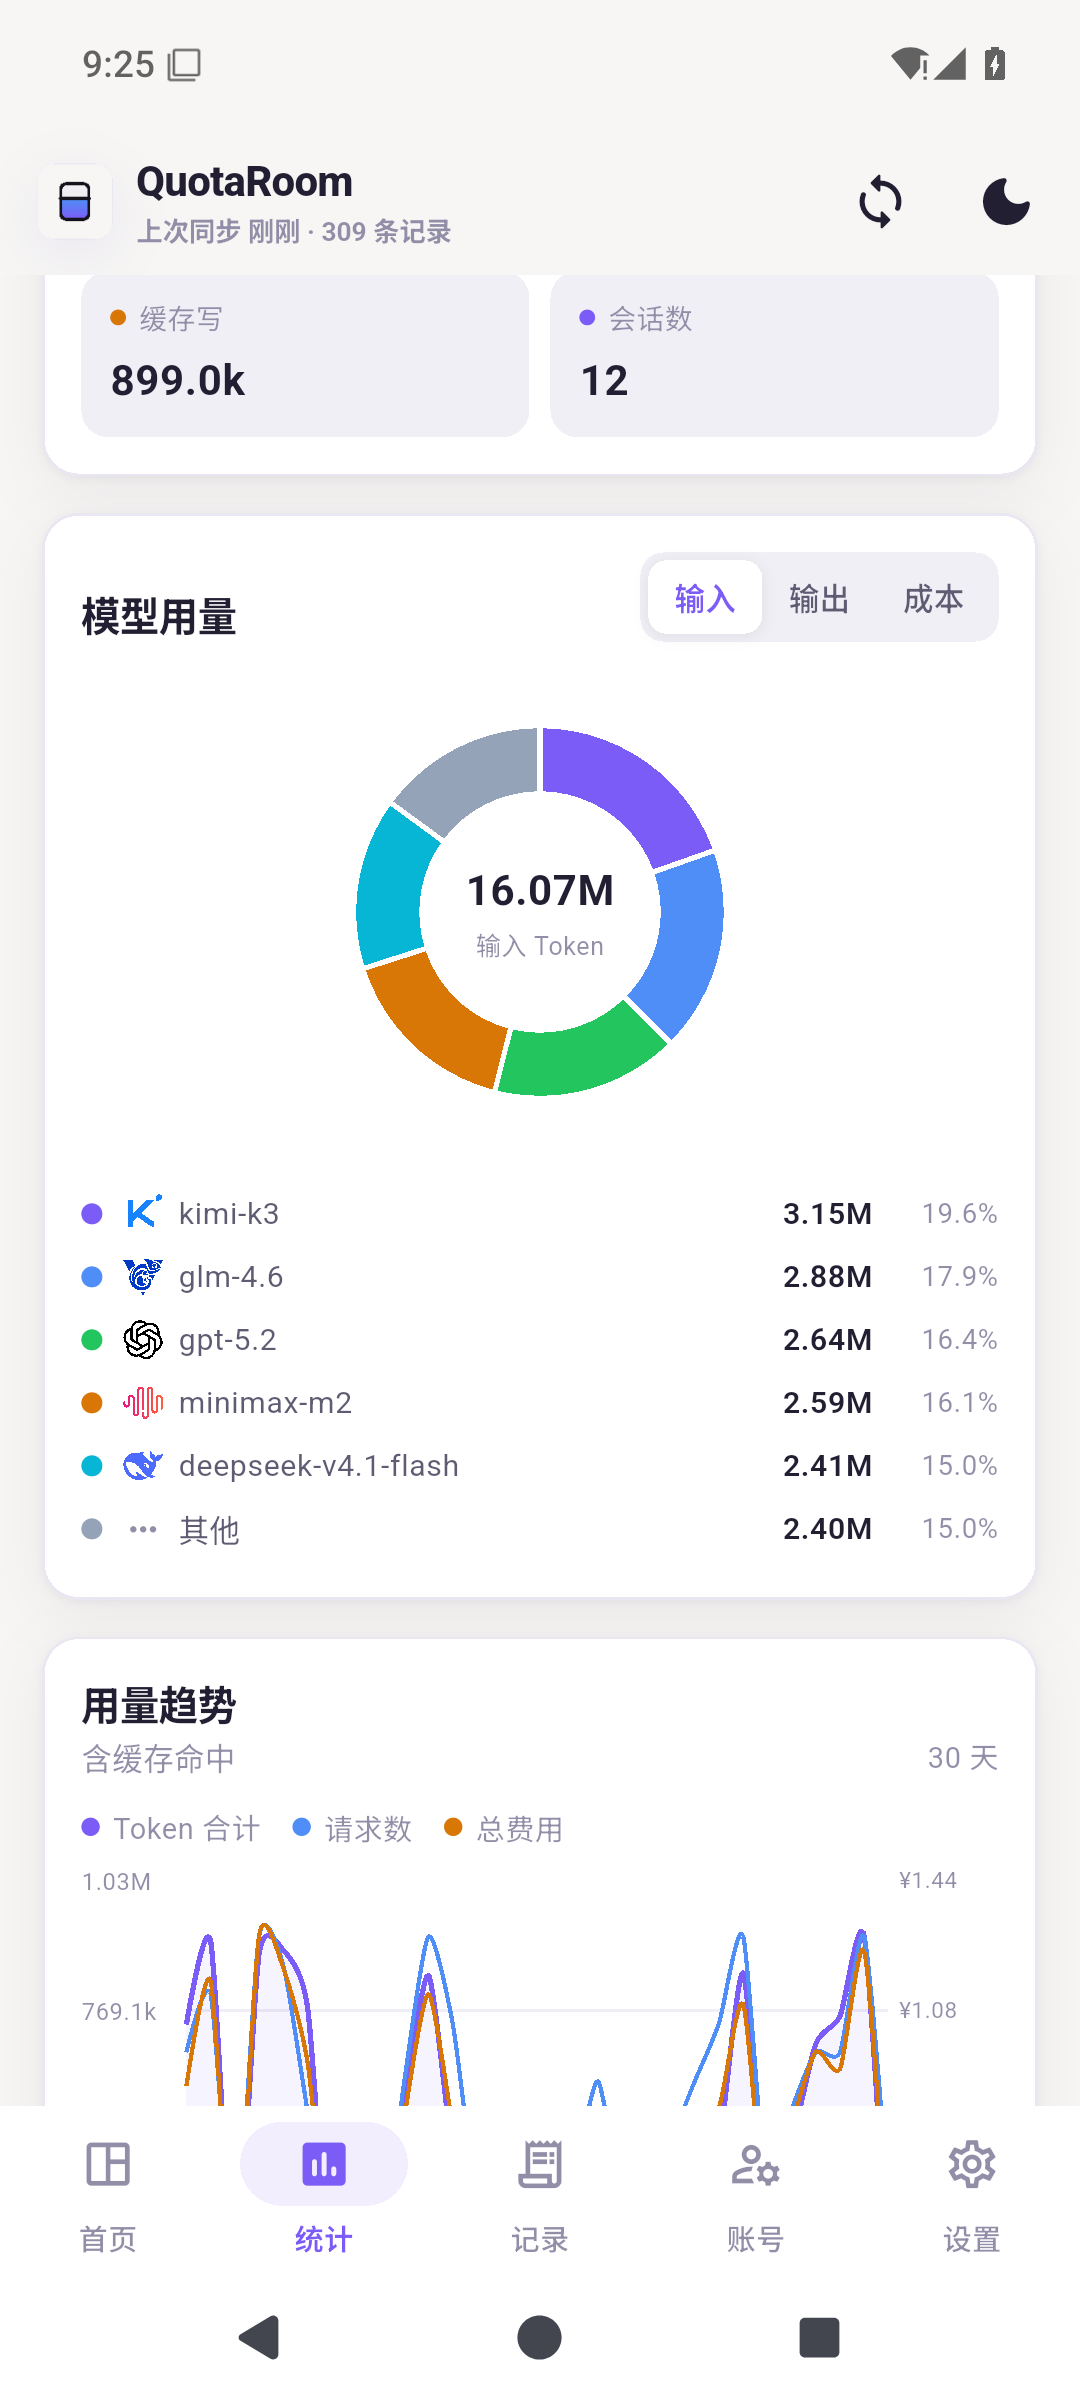 9:25
QuotaRoom
上次同步 刚刚 · 309 条记录
缓存写
899.0k
会话数
12
模型用量
输入 输出 成本
16.07M
输入 Token
kimi-k3 3.15M 19.6%
glm-4.6 2.88M 17.9%
gpt-5.2 2.64M 16.4%
minimax-m2 2.59M 16.1%
deepseek-v4.1-flash 2.41M 15.0%
其他 2.40M 15.0%
用量趋势
含缓存命中 30 天
Token 合计 请求数 总费用
1.03M ¥1.44
769.1k ¥1.08
首页 统计 记录 账号 设置